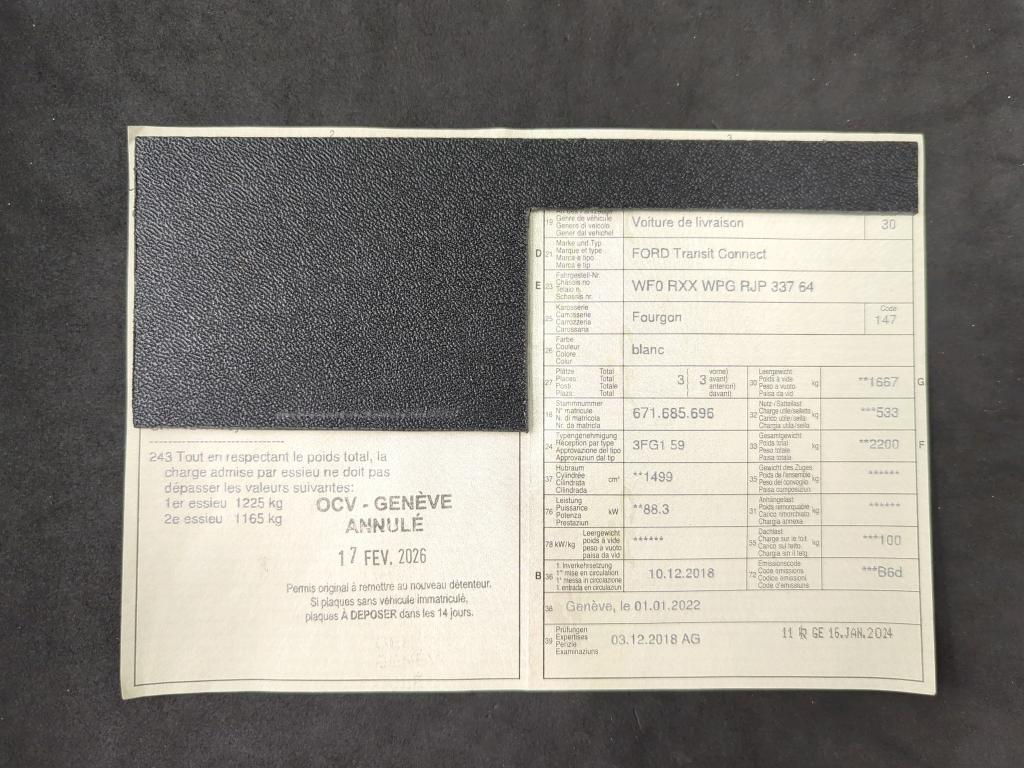 2
3
19 Genre de véhicule
Genere di veicolo
Gener dal vehichel
Voiture de livraison
30
D 21 Marke und Typ
Marque et type
Marca e tipo
Marca e tip
FORD Transit Connect
E 23 Fahrgestell-Nr.
Châssis no
Telaio n.
Schassis nr.
WF0 RXX WPG RJP 337 64
25 Karosserie
Carrosserie
Carrozzeria
Carossaria
Fourgon
Code
147
26 Farbe
Couleur
Colore
Colur
blanc
27 Plätze Total
Places: Total
Posti: Totale
Plazs: Total
3 3 vorne)
avant)
anteriori)
davant)
30 Leergewicht
Poids à vide kg
Peso a vuoto
Paisa da vid
**1667 G
18 Stammnummer
N° matricule
N. di matricola
Nr. da matricla
671.685.696
32 Nutz-/Sattellast
Charge utile/sellette kg
Carico utile/sella
Chargia utila/sella
***533
24 Typengenehmigung
Réception par type
Approvazione del tipo
Approvaziun dal tip
3FG1 59
33 Gesamtgewicht
Poids total kg
Peso totale
Paisa totala
**2200 F
37 Hubraum
Cylindrée cm³
Cilindrata
Cilindrada
**1499
35 Gewicht des Zuges
Poids de l'ensemble kg
Peso del convoglio
Paisa composiziun
******
76 Leistung
Puissance kW
Potenza
Prestaziun
**88.3
31 Anhängelast
Poids remorquable kg
Carico rimorchiato
Chargia annexa
******
78 kW/kg Leergewicht
poids à vide
peso a vuoto
paisa da vid
******
55 Dachlast
Charge sur le toit kg
Carico sul tetto
Chargia sin il tetg
***100
B 36 1. Inverkehrsetzung
1re mise en circulation
1a messa in circolazione
1. entrada en circulaziun
10.12.2018
72 Emissionscode
Code émissions
Codice emissioni
Code d'emissiuns
***B6d
38 Genève, le 01.01.2022
39 Prüfungen
Expertises
Perizie
Examinaziuns
03.12.2018 AG
11 R GE 16.JAN.2024
243 Tout en respectant le poids total, la
charge admise par essieu ne doit pas
dépasser les valeurs suivantes:
1er essieu 1225 kg
2e essieu 1165 kg
OCV - GENÈVE
ANNULÉ
17 FEV. 2026
Permis original à remettre au nouveau détenteur.
Si plaques sans véhicule immatriculé,
plaques À DEPOSER dans les 14 jours.